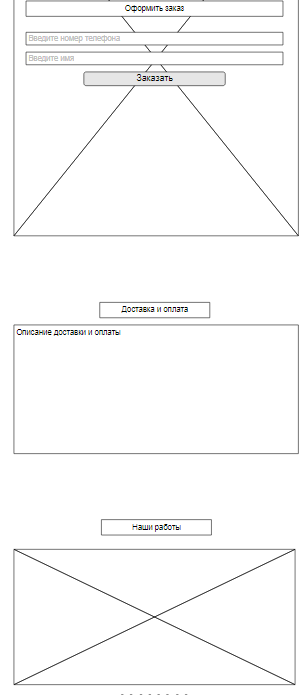 Оформить заказ
Введите номер телефона
Введите имя
Заказать
Доставка и оплата
Описание доставки и оплаты
Наши работы